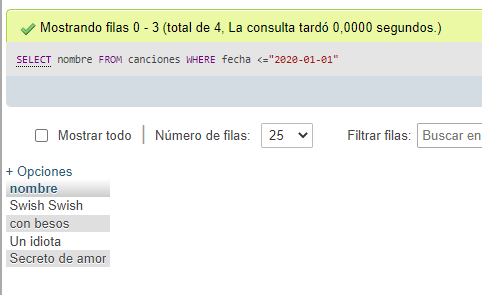 Mostrando filas 0 - 3 (total de 4, La consulta tardó 0,0000 segundos.)
SELECT nombre FROM canciones WHERE fecha <="2020-01-01"
Mostrar todo | Número de filas: 25 Filtrar filas: Buscar en
+ Opciones
nombre
Swish Swish
con besos
Un idiota
Secreto de amor